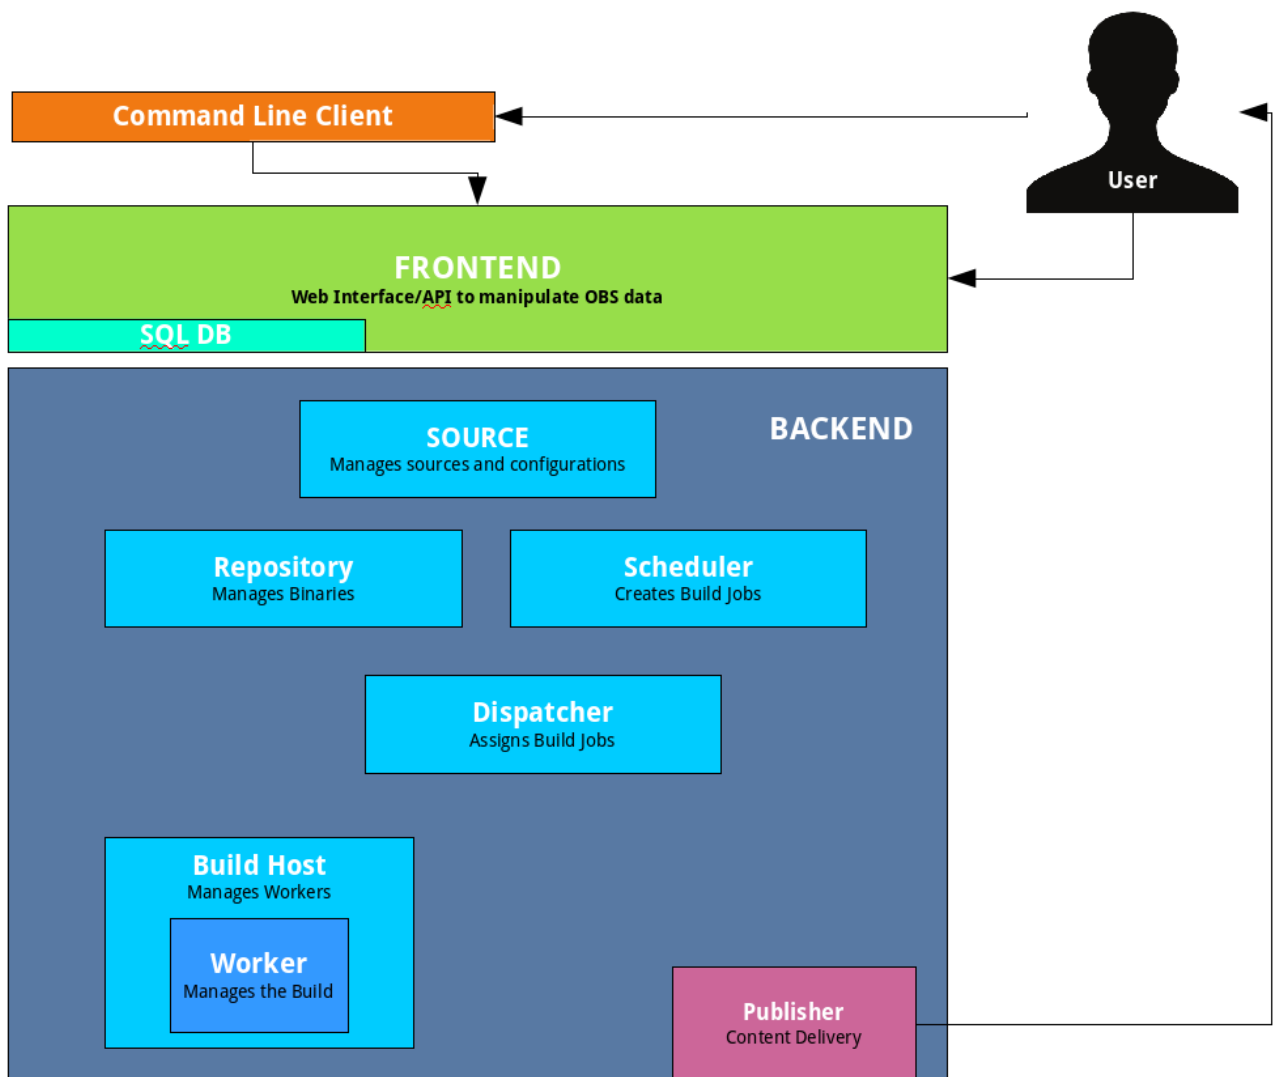 Command Line Client
User
FRONTEND
Web Interface/API to manipulate OBS data
SQL DB
BACKEND
SOURCE
Manages sources and configurations
Repository
Manages Binaries
Scheduler
Creates Build Jobs
Dispatcher
Assigns Build Jobs
Build Host
Manages Workers
Worker
Manages the Build
Publisher
Content Delivery